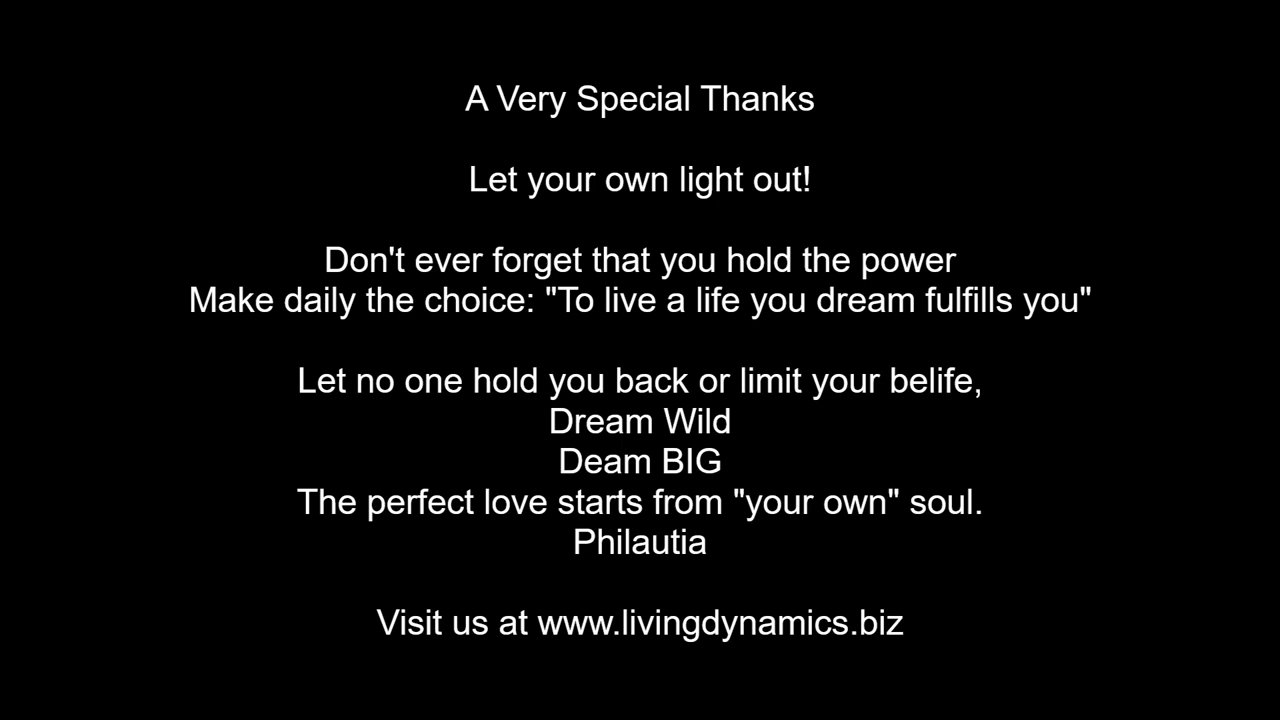 A Very Special Thanks
Let your own light out!
Don't ever forget that you hold the power
Make daily the choice: "To live a life you dream fulfills you"
Let no one hold you back or limit your belife,
Dream Wild
Deam BIG
The perfect love starts from "your own" soul.
Philautia
Visit us at www.livingdynamics.biz